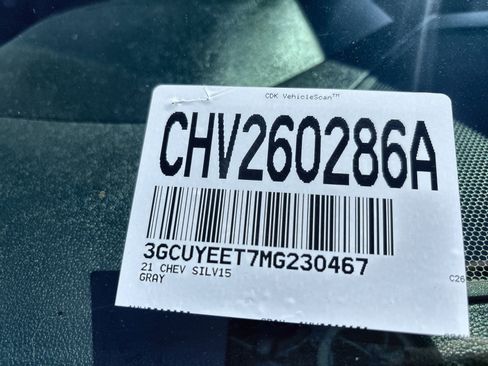 CDK VehicleScan™
CHV260286A
3GCUYEET7MG230467
21 CHEV SILV15
GRAY
C26